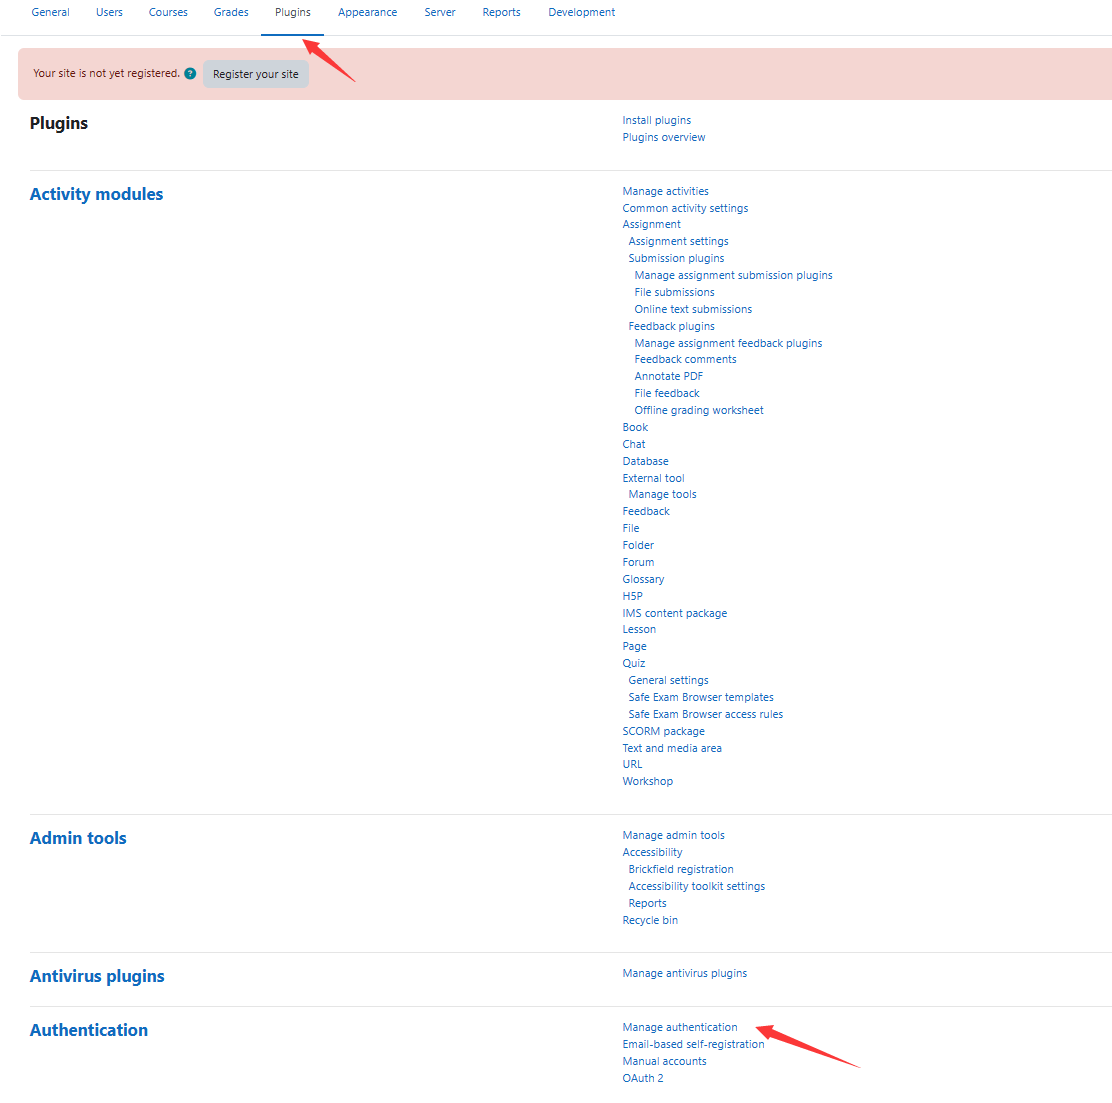 General Users Courses Grades Plugins Appearance Server Reports Development
Your site is not yet registered. ? Register your site
Plugins
Install plugins
Plugins overview
Activity modules
Manage activities
Common activity settings
Assignment
Assignment settings
Submission plugins
Manage assignment submission plugins
File submissions
Online text submissions
Feedback plugins
Manage assignment feedback plugins
Feedback comments
Annotate PDF
File feedback
Offline grading worksheet
Book
Chat
Database
External tool
Manage tools
Feedback
File
Folder
Forum
Glossary
H5P
IMS content package
Lesson
Page
Quiz
General settings
Safe Exam Browser templates
Safe Exam Browser access rules
SCORM package
Text and media area
URL
Workshop
Admin tools
Manage admin tools
Accessibility
Brickfield registration
Accessibility toolkit settings
Reports
Recycle bin
Antivirus plugins
Manage antivirus plugins
Authentication
Manage authentication
Email-based self-registration
Manual accounts
OAuth 2